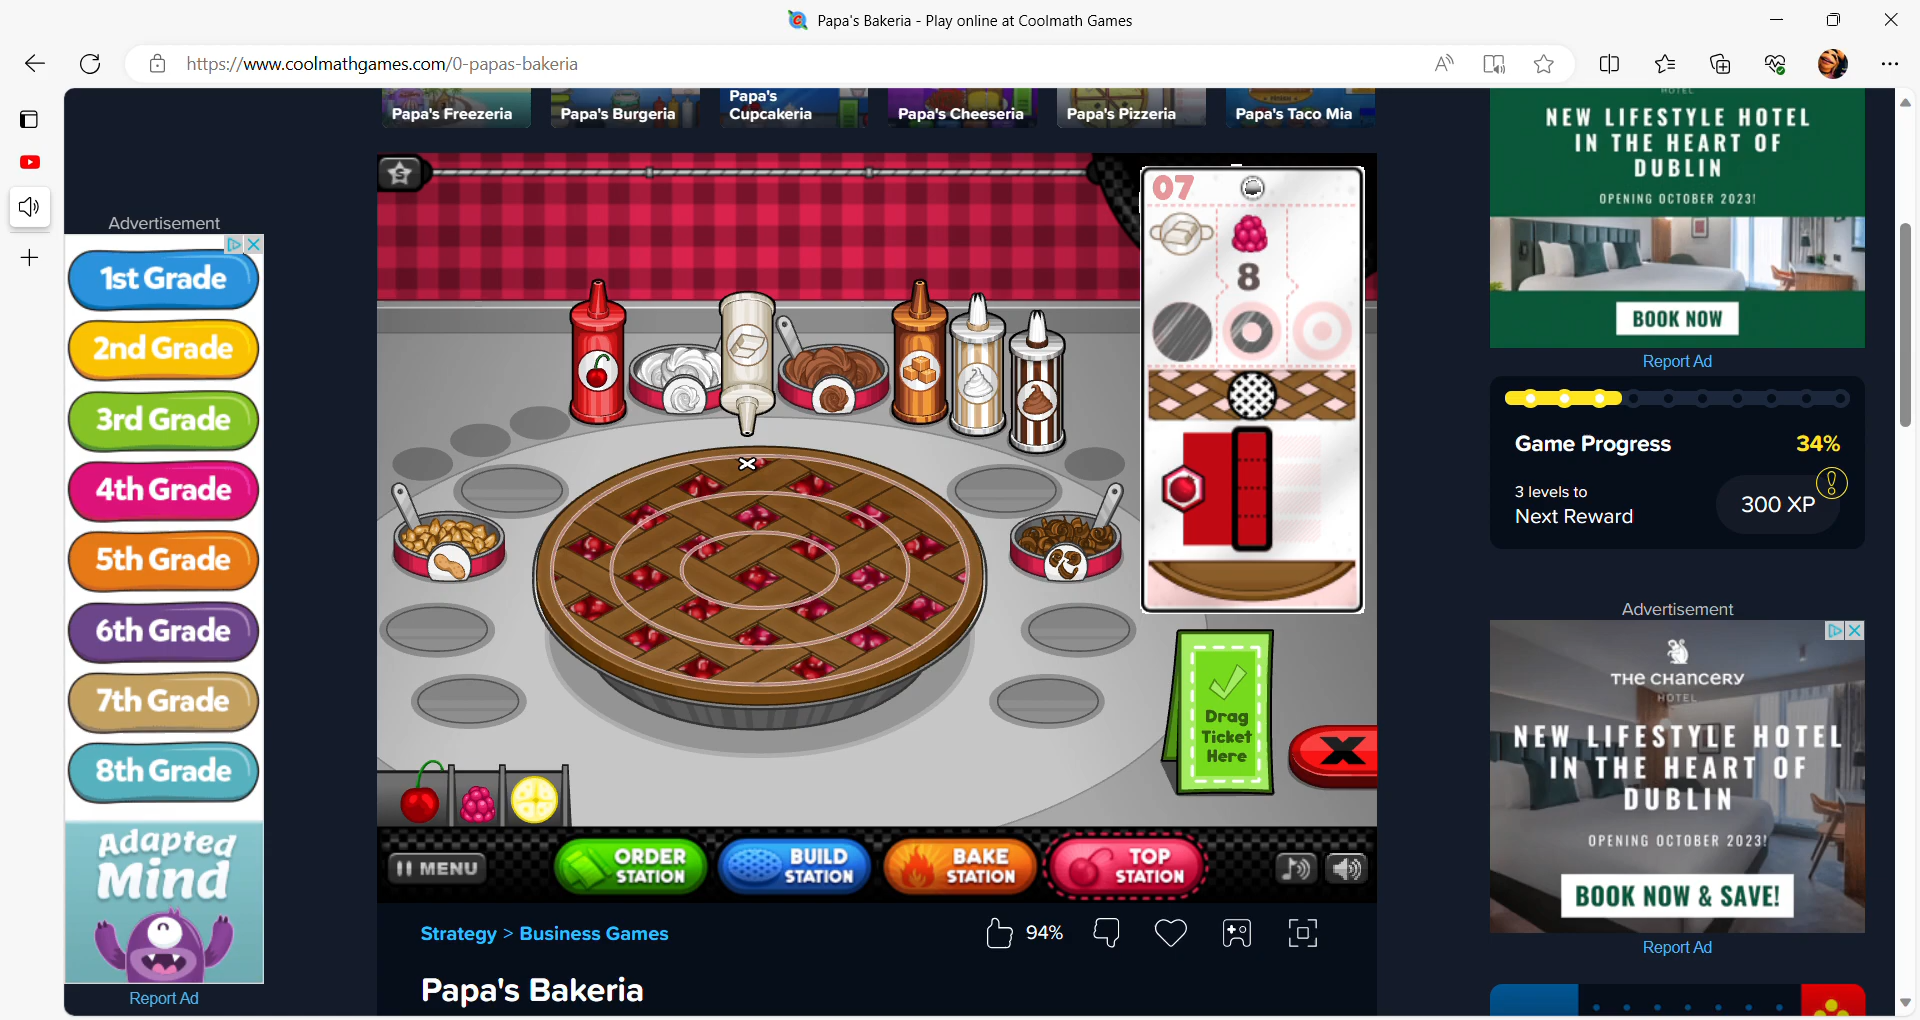 Papa's Bakeria - Play online at Coolmath Games
https://www.coolmathgames.com/0-papas-bakeria
Papa's Freezeria
Papa's Burgeria
Papa's
Cupcakeria
Papa's Cheeseria
Papa's Pizzeria
Papa's Taco Mia
Advertisement
1st Grade
2nd Grade
3rd Grade
4th Grade
5th Grade
6th Grade
7th Grade
8th Grade
Adapted
Mind
Report Ad
S
07
8
Drag
Ticket
Here
MENU
ORDER
STATION
BUILD
STATION
BAKE
STATION
TOP
STATION
Strategy > Business Games
94%
Papa's Bakeria
HOTEL
NEW LIFESTYLE HOTEL
IN THE HEART OF
DUBLIN
OPENING OCTOBER 2023!
BOOK NOW
Report Ad
Game Progress
34%
3 levels to
Next Reward
300 XP
Advertisement
THE CHANCERY
HOTEL
NEW LIFESTYLE HOTEL
IN THE HEART OF
DUBLIN
OPENING OCTOBER 2023!
BOOK NOW & SAVE!
Report Ad